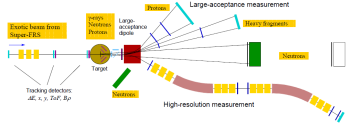 Exotic beam from
Super-FRS
γ-rays
Neutrons
Protons
Large-
acceptance
dipole
Protons
Large-acceptance measurement
Heavy fragments
Neutrons
Target
Tracking detectors:
ΔE, x, y, ToF, Bρ
Neutrons
High-resolution measurement